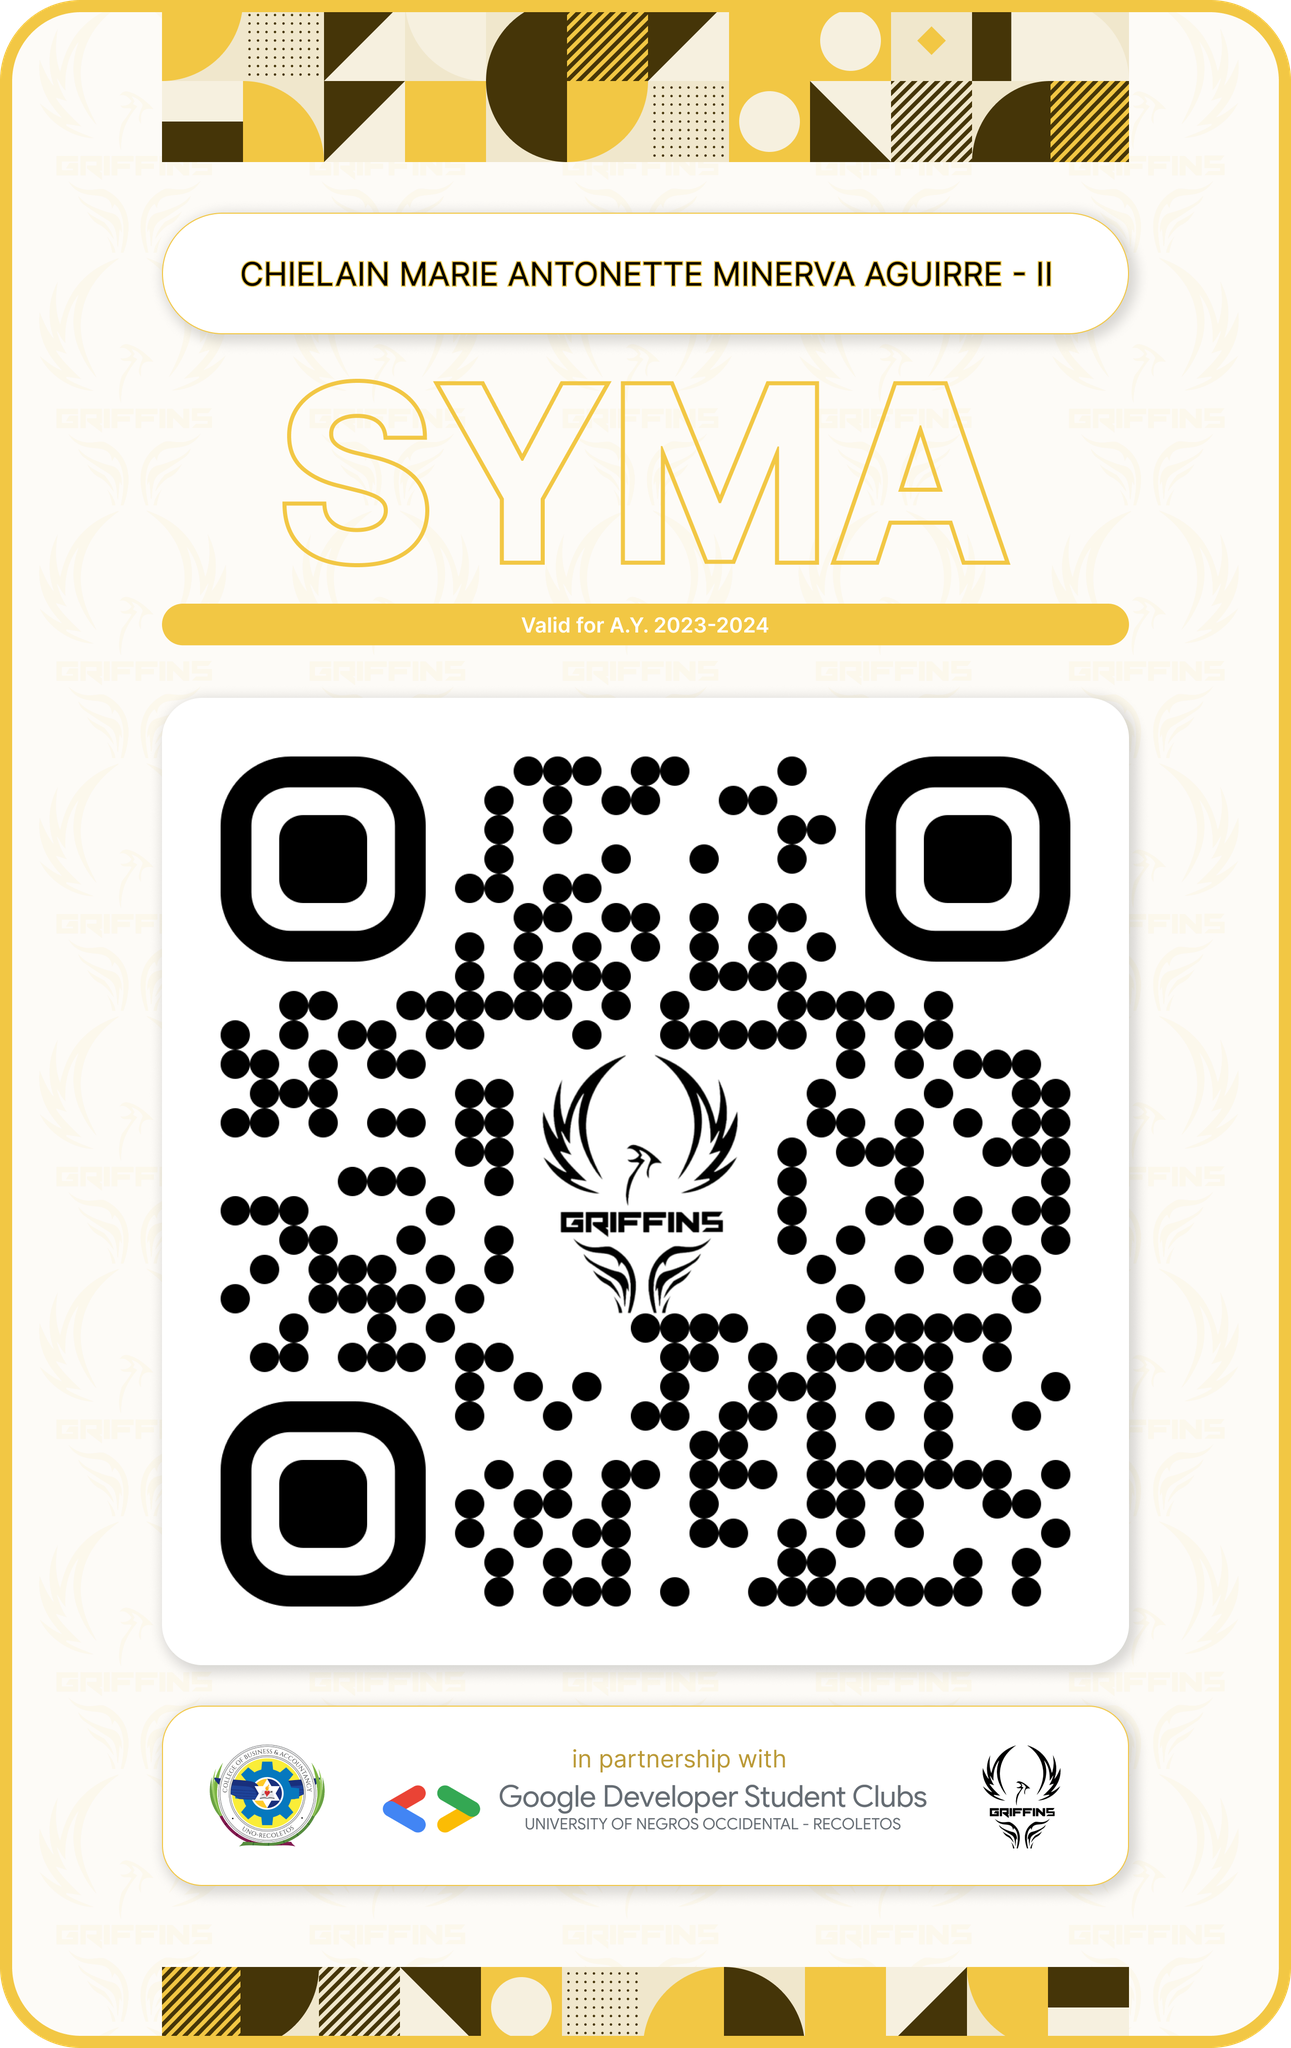 CHIELAIN MARIE ANTONETTE MINERVA AGUIRRE - II
SYMA
Valid for A.Y. 2023-2024
GRIFFINS
COLLEGE OF BUSINESS & ACCOUNTANCY
UNO-RECOLETOS
in partnership with
Google Developer Student Clubs
UNIVERSITY OF NEGROS OCCIDENTAL - RECOLETOS
GRIFFINS